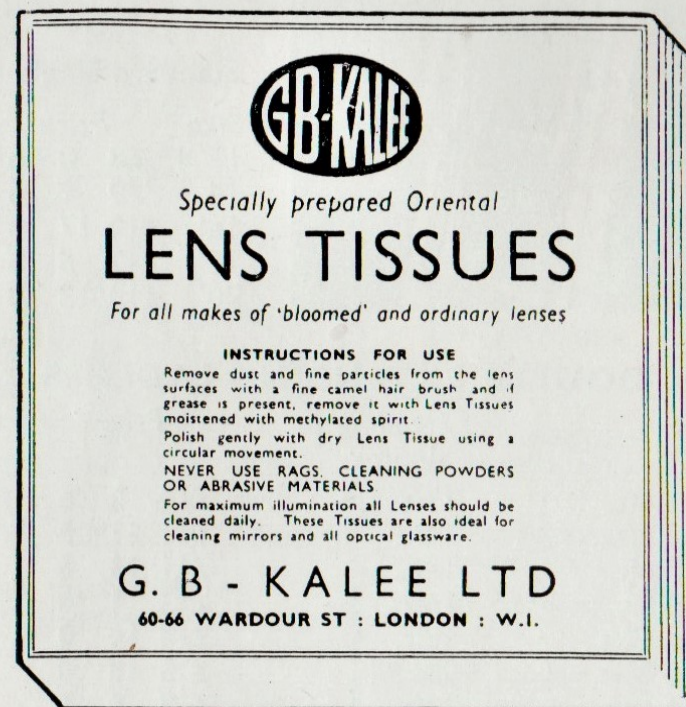 GB-KALEE
Specially prepared Oriental
LENS TISSUES
For all makes of 'bloomed' and ordinary lenses
INSTRUCTIONS FOR USE
Remove dust and fine particles from the lens
surfaces with a fine camel hair brush and if
grease is present, remove it with Lens Tissues
moistened with methylated spirit.
Polish gently with dry Lens Tissue using a
circular movement.
NEVER USE RAGS, CLEANING POWDERS
OR ABRASIVE MATERIALS
For maximum illumination all Lenses should be
cleaned daily. These Tissues are also ideal for
cleaning mirrors and all optical glassware.
G. B - KALEE LTD
60-66 WARDOUR ST : LONDON : W.I.